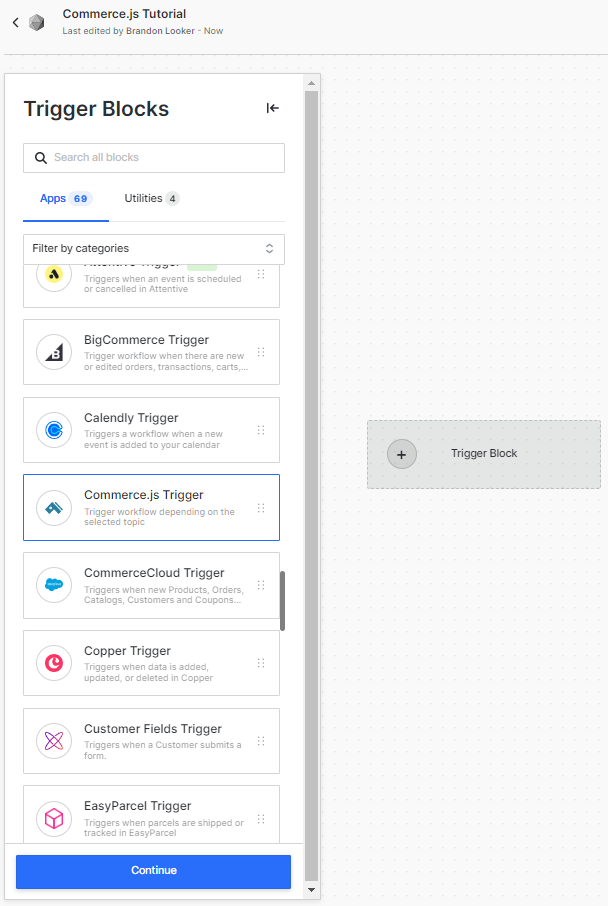 Commerce.js Tutorial
Last edited by Brandon Looker - Now
Trigger Blocks
Search all blocks
Apps 69
Utilities 4
Filter by categories
Attentive Trigger
Triggers when an event is scheduled
or cancelled in Attentive
BigCommerce Trigger
Trigger workflow when there are new
or edited orders, transactions, carts,...
Calendly Trigger
Triggers a workflow when a new
event is added to your calendar
Commerce.js Trigger
Trigger workflow depending on the
selected topic
CommerceCloud Trigger
Triggers when new Products, Orders,
Catalogs, Customers and Coupons...
Copper Trigger
Triggers when data is added,
updated, or deleted in Copper
Customer Fields Trigger
Triggers when a Customer submits a
form.
EasyParcel Trigger
Triggers when parcels are shipped or
tracked in EasyParcel
Continue
Trigger Block